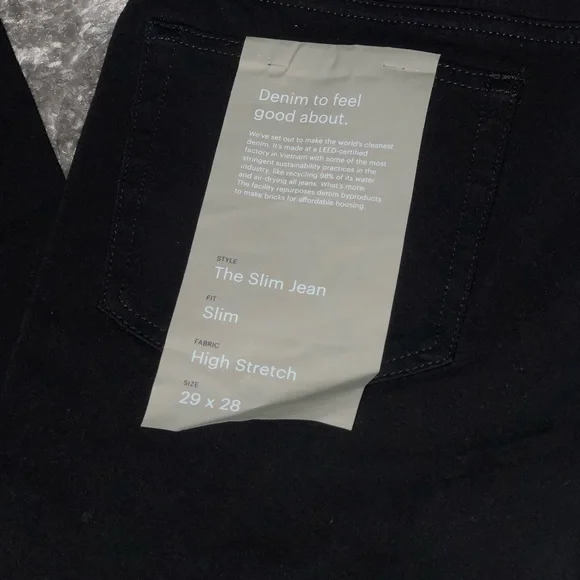 Denim to feel
good about.
We've set out to make the world's cleanest
denim. It's made at a LEED-certified
factory in Vietnam with some of the most
stringent sustainability practices in the
industry, like recycling 98% of its water
and air drying all jeans. What's more:
The facility repurposes denim byproducts
to make bricks for affordable housing.
STYLE
The Slim Jean
FIT
Slim
FABRIC
High Stretch
SIZE
29 x 28